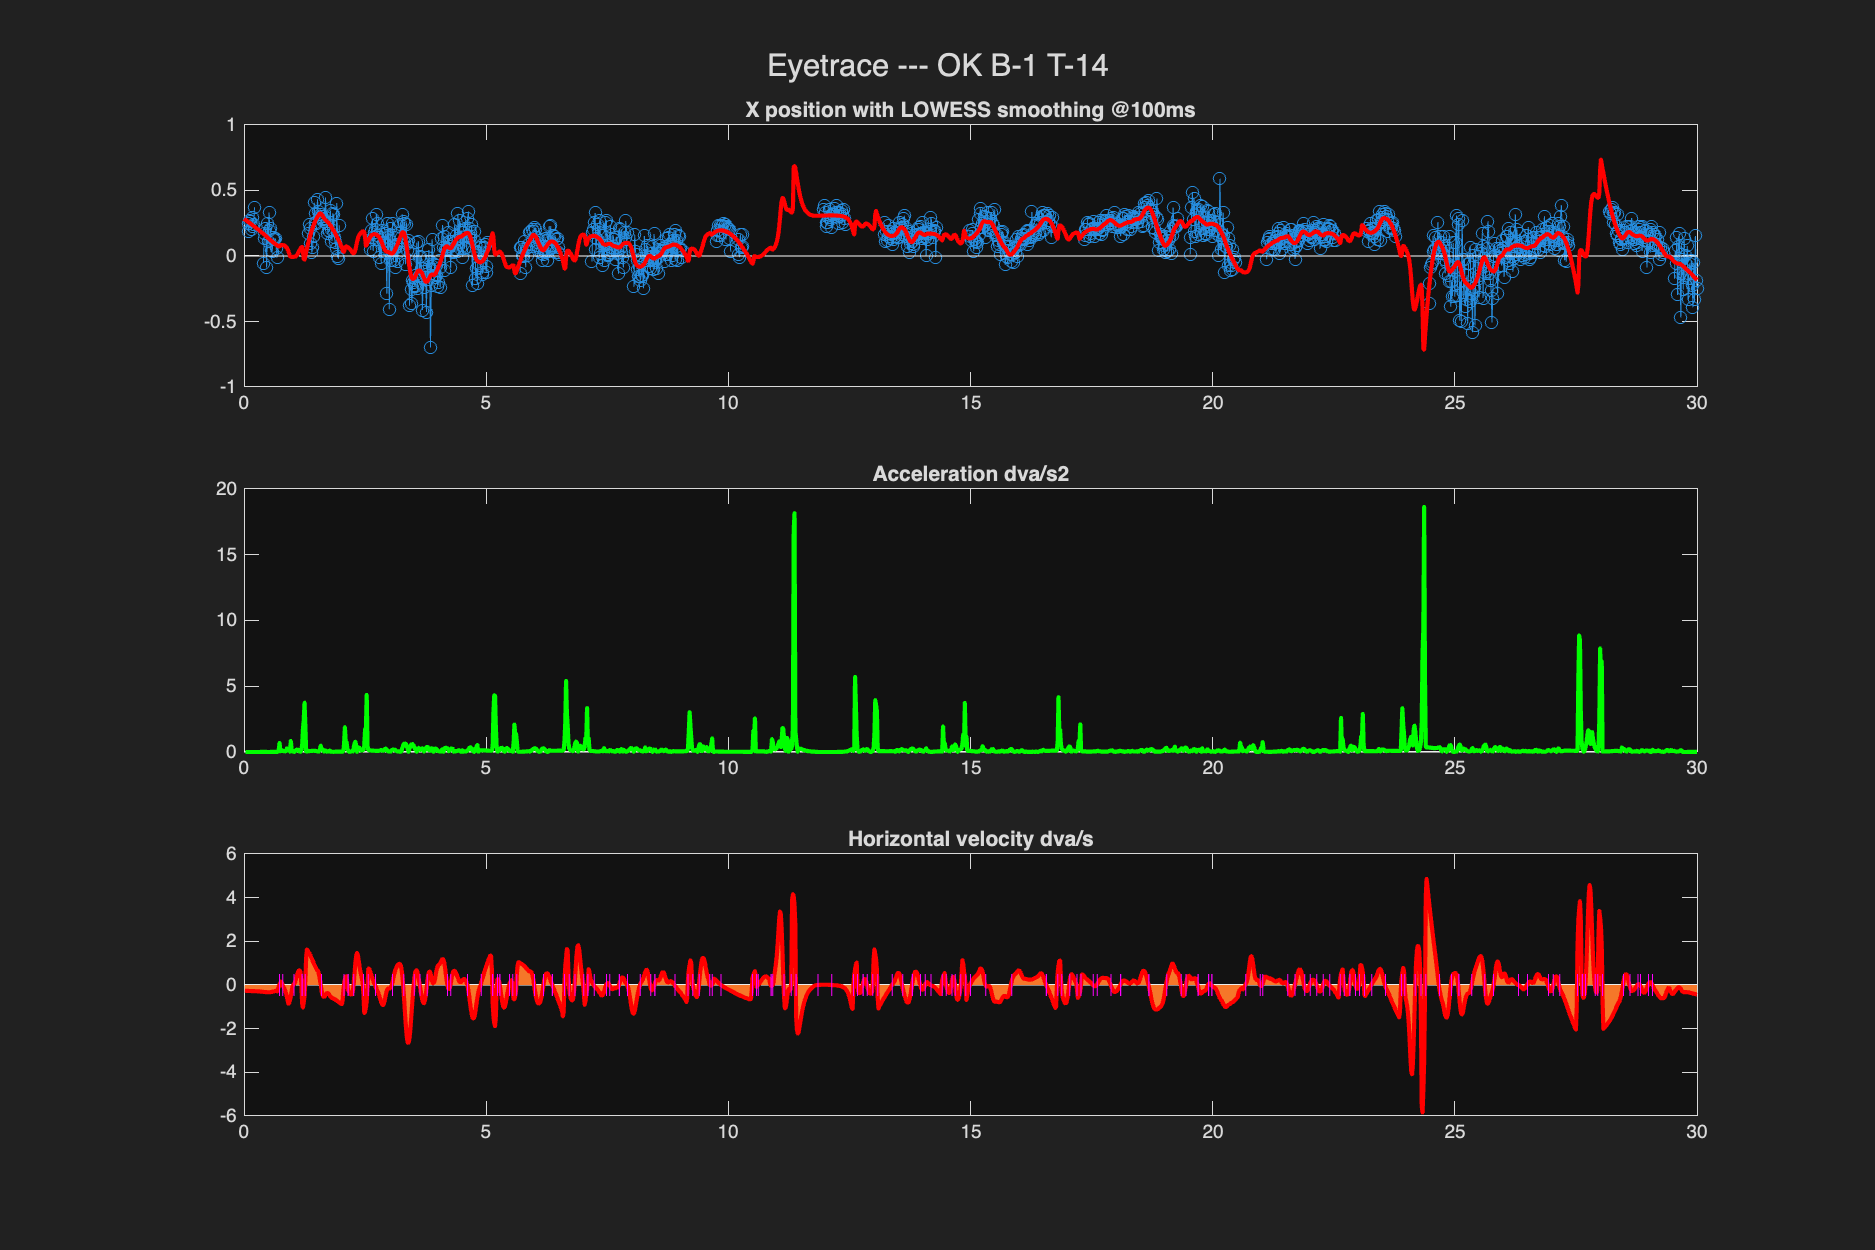 Eyetrace --- OK B-1 T-14
X position with LOWESS smoothing @100ms
1
0.5
0
-0.5
-1
0 5 10 15 20 25 30
Acceleration dva/s2
20
15
10
5
0
0 5 10 15 20 25 30
Horizontal velocity dva/s
6
4
2
0
-2
-4
-6
0 5 10 15 20 25 30